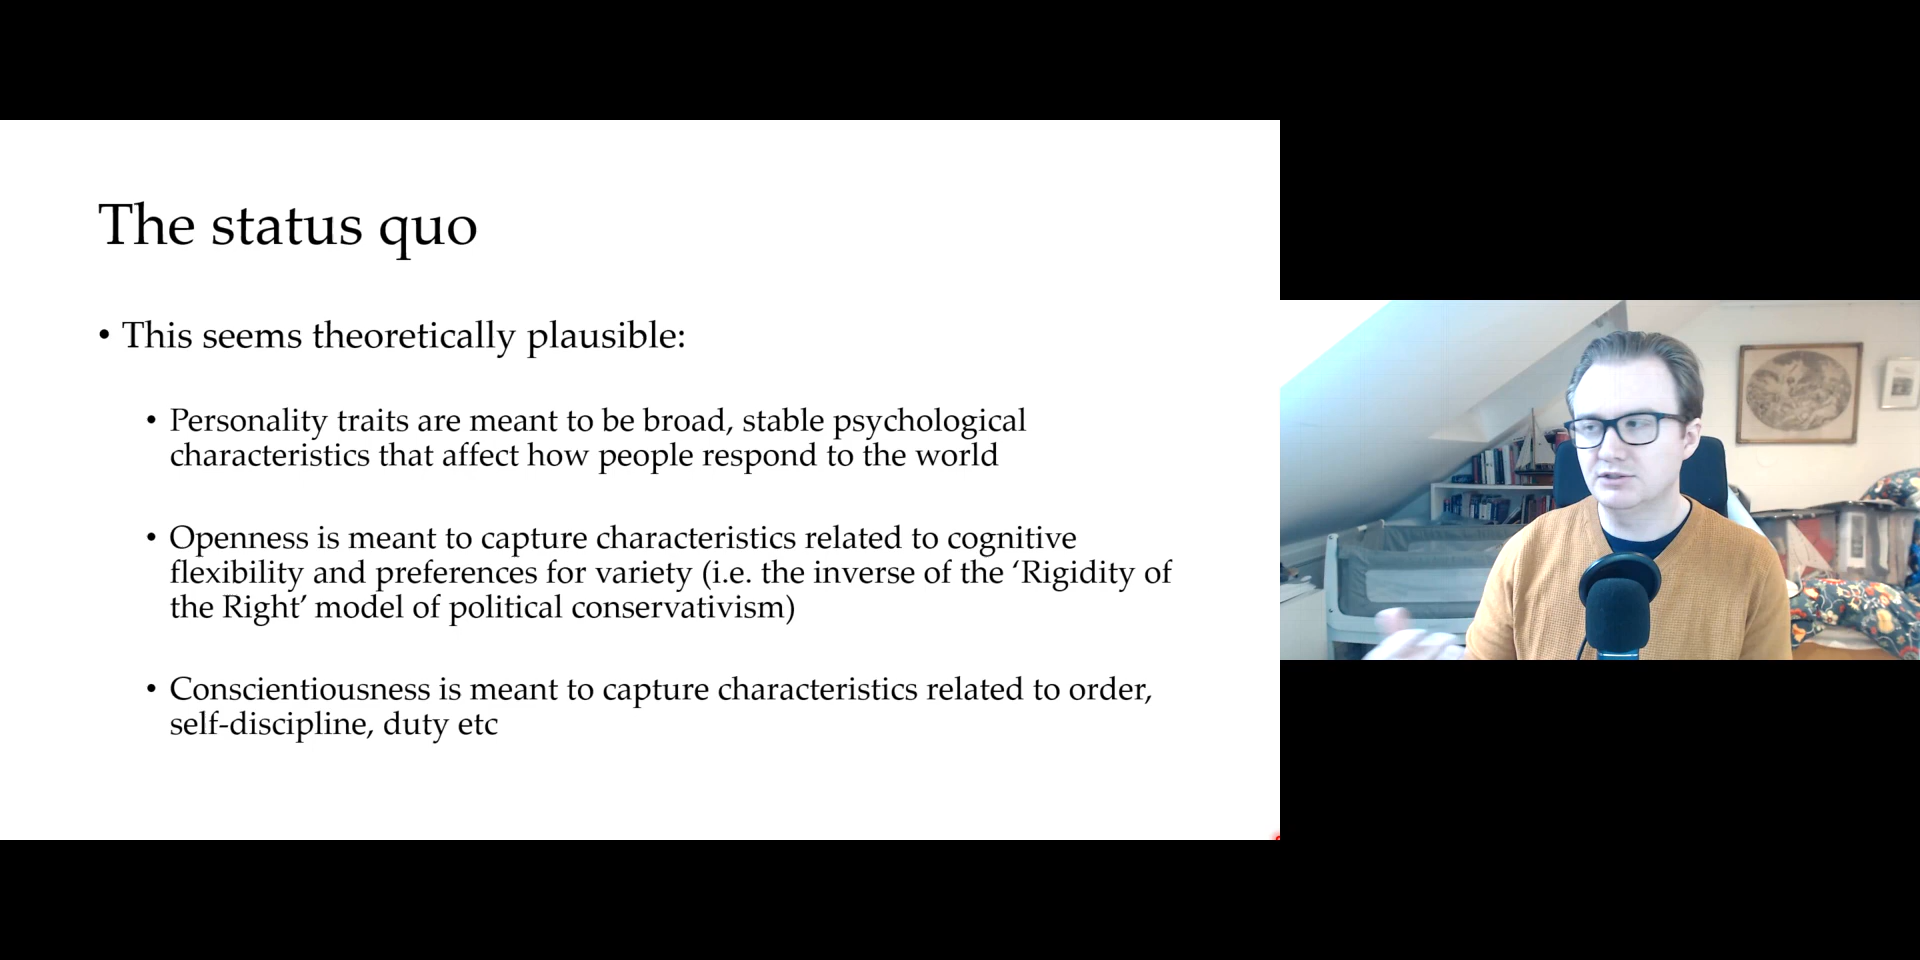 The status quo
• This seems theoretically plausible:
• Personality traits are meant to be broad, stable psychological
characteristics that affect how people respond to the world
• Openness is meant to capture characteristics related to cognitive
flexibility and preferences for variety (i.e. the inverse of the ‘Rigidity of
the Right’ model of political conservativism)
• Conscientiousness is meant to capture characteristics related to order,
self-discipline, duty etc